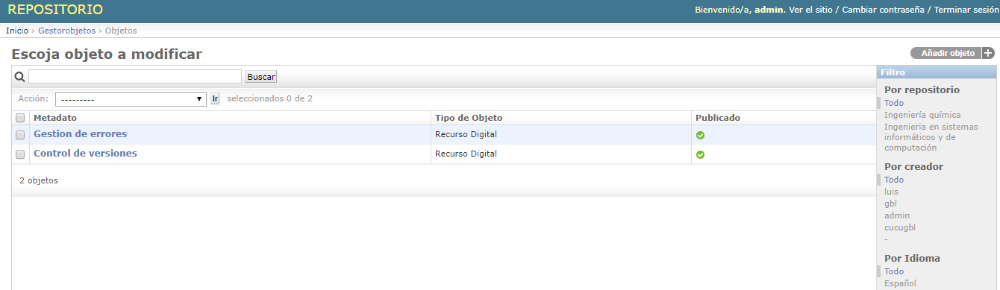 REPOSITORIO
Bienvenido/a, admin. Ver el sitio / Cambiar contraseña / Terminar sesión
Inicio › Gestorobjetos › Objetos
Escoja objeto a modificar
Añadir objeto +
Buscar
Acción: --------- Ir seleccionados 0 de 2
Metadato Tipo de Objeto Publicado
Gestion de errores Recurso Digital
Control de versiones Recurso Digital
2 objetos
Filtro
Por repositorio
Todo
Ingeniería química
Ingenieria en sistemas
informáticos y de
computación
Por creador
Todo
luis
gbl
admin
cucugbl
-
Por Idioma
Todo
Español